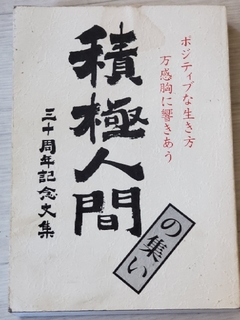 ポジティブな生き方
万感胸に響きあう
積極人間
の集い
三十周年記念文集